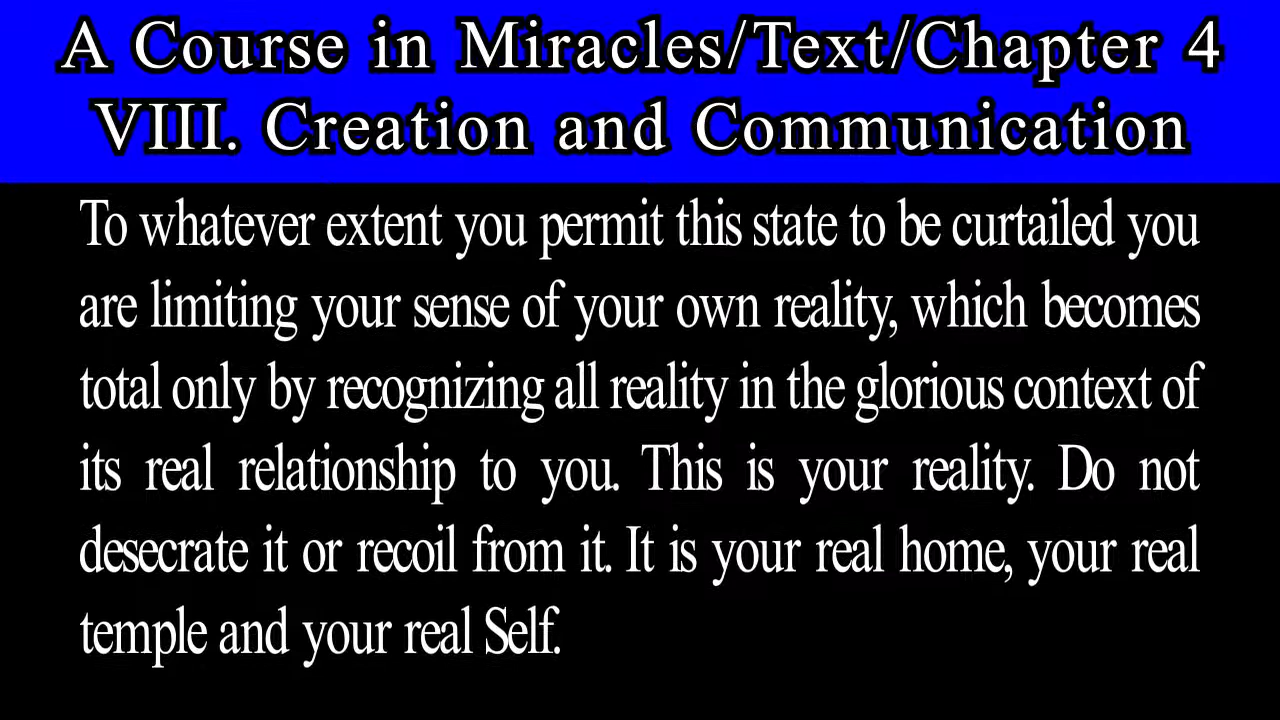 A Course in Miracles/Text/Chapter 4
VIII. Creation and Communication
To whatever extent you permit this state to be curtailed you
are limiting your sense of your own reality, which becomes
total only by recognizing all reality in the glorious context of
its real relationship to you. This is your reality. Do not
desecrate it or recoil from it. It is your real home, your real
temple and your real Self.